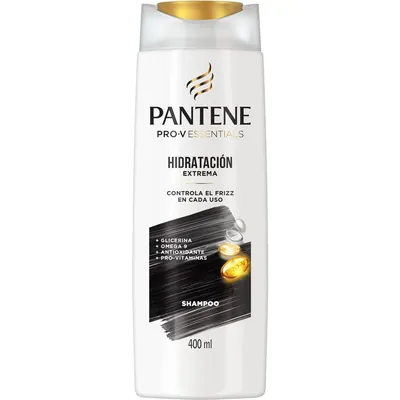 PANTENE
PRO-V ESSENTIALS
HIDRATACIÓN
EXTREMA
CONTROLA EL FRIZZ
EN CADA USO
+ GLICERINA
+ OMEGA 9
+ ANTIOXIDANTE
+ PRO-VITAMINAS
SHAMPOO
400 ml